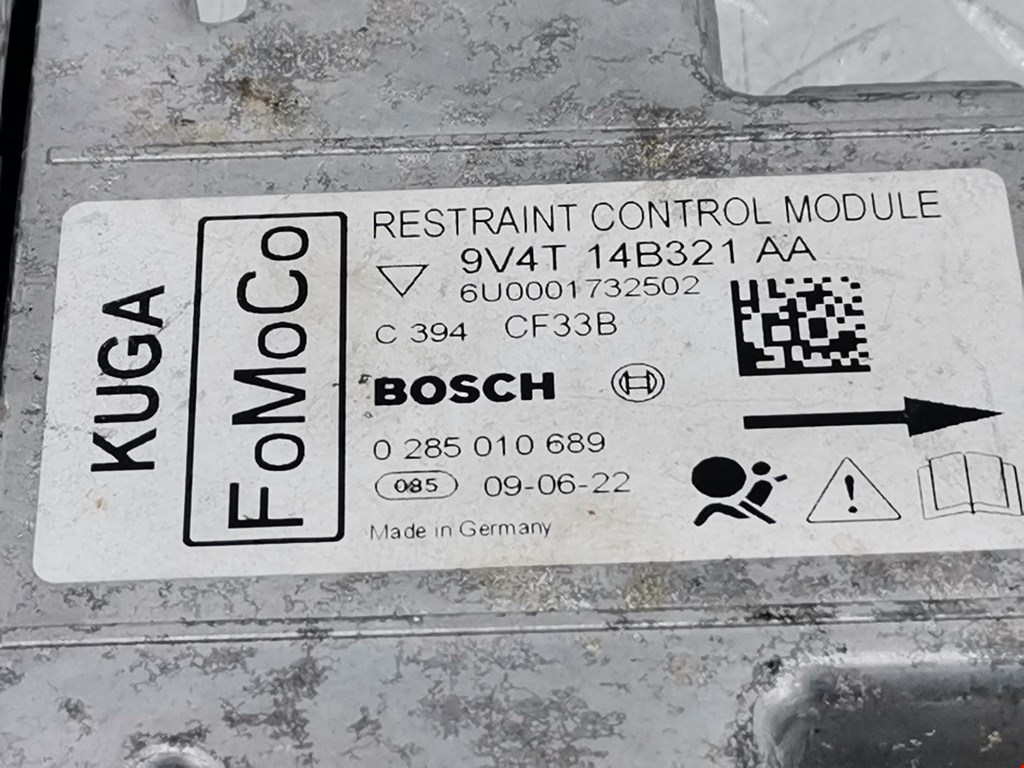 KUGA
FoMoCo
RESTRAINT CONTROL MODULE
9V4T 14B321 AA
6U0001732502
C 394 CF33B
BOSCH
0 285 010 689
085 09-06-22
Made in Germany